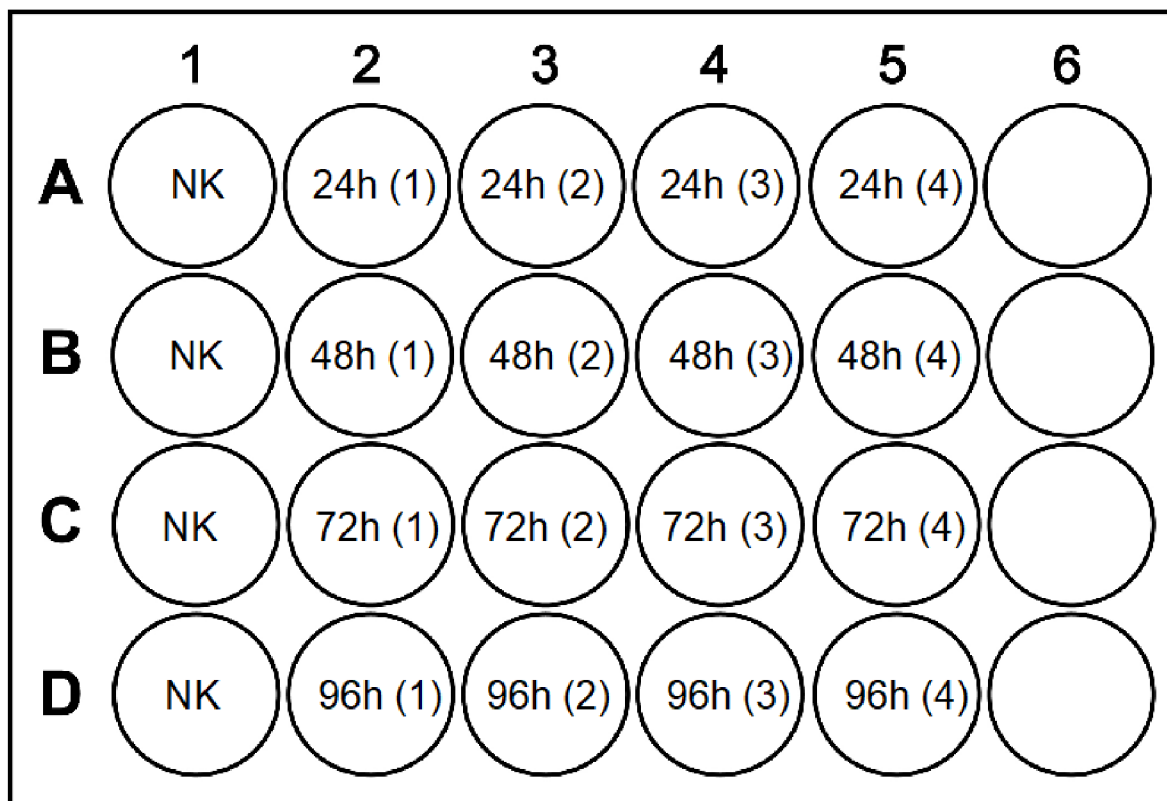 1 2 3 4 5 6
A NK 24h (1) 24h (2) 24h (3) 24h (4)
B NK 48h (1) 48h (2) 48h (3) 48h (4)
C NK 72h (1) 72h (2) 72h (3) 72h (4)
D NK 96h (1) 96h (2) 96h (3) 96h (4)